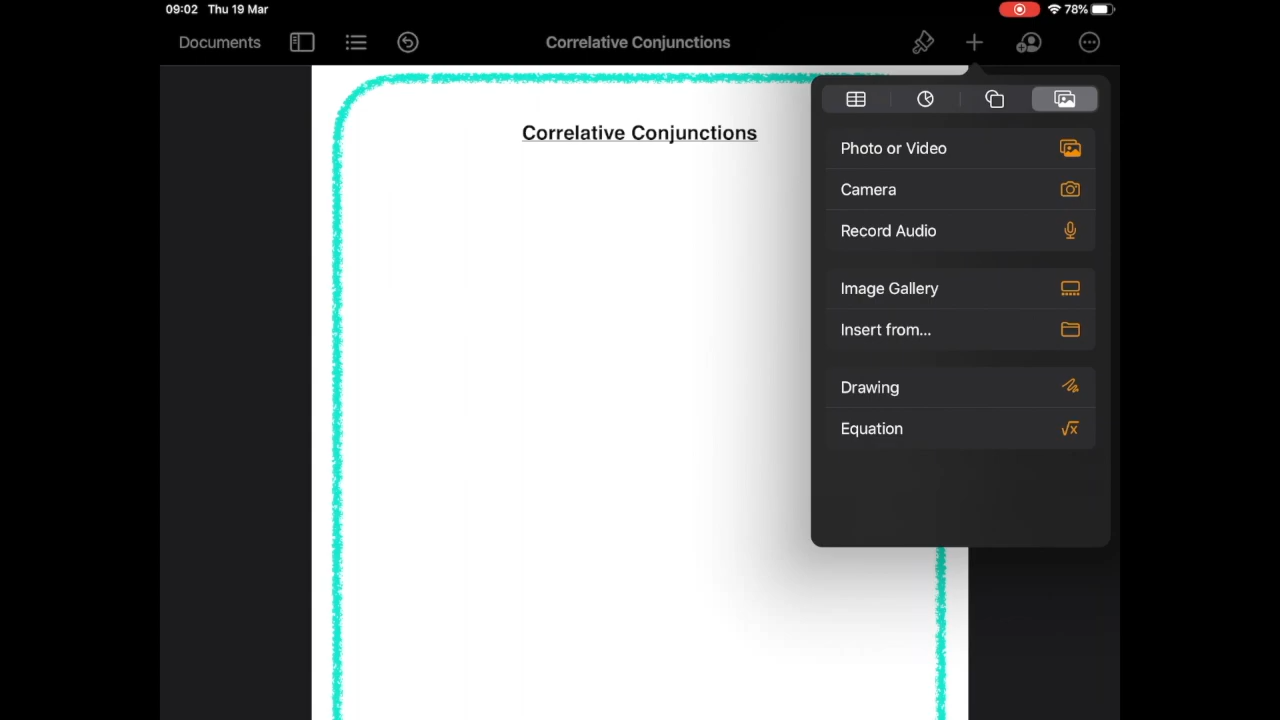 09:02 Thu 19 Mar 78%
Documents Correlative Conjunctions
Correlative Conjunctions
Photo or Video
Camera
Record Audio
Image Gallery
Insert from...
Drawing
Equation √x